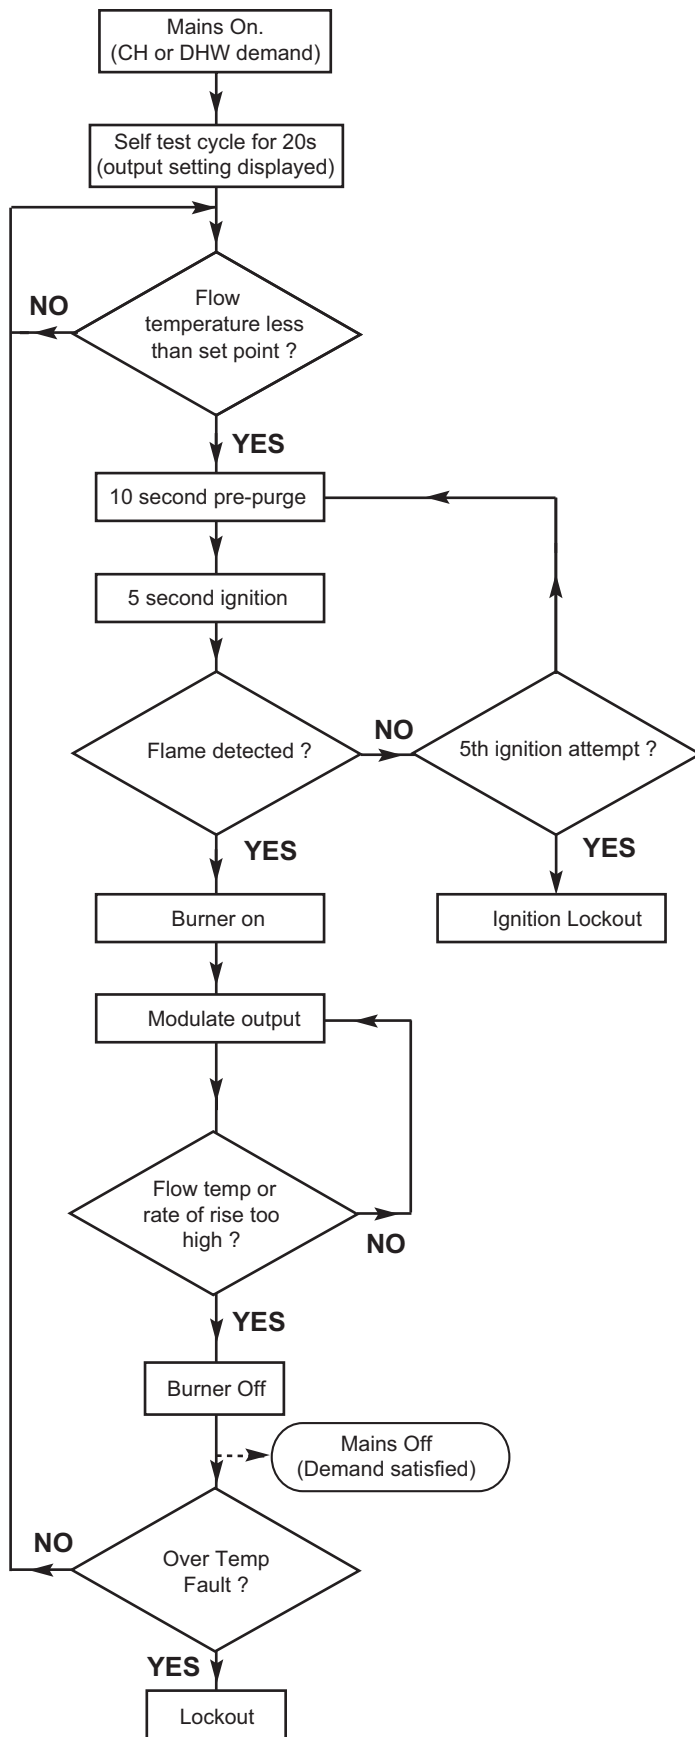 Mains On.
(CH or DHW demand)
Self test cycle for 20s
(output setting displayed)
NO
Flow
temperature less
than set point ?
YES
10 second pre-purge
5 second ignition
Flame detected ?
NO
5th ignition attempt ?
YES
YES
Burner on
Ignition Lockout
Modulate output
Flow temp or
rate of rise too
high ?
NO
YES
Burner Off
Mains Off
(Demand satisfied)
NO
Over Temp
Fault ?
YES
Lockout